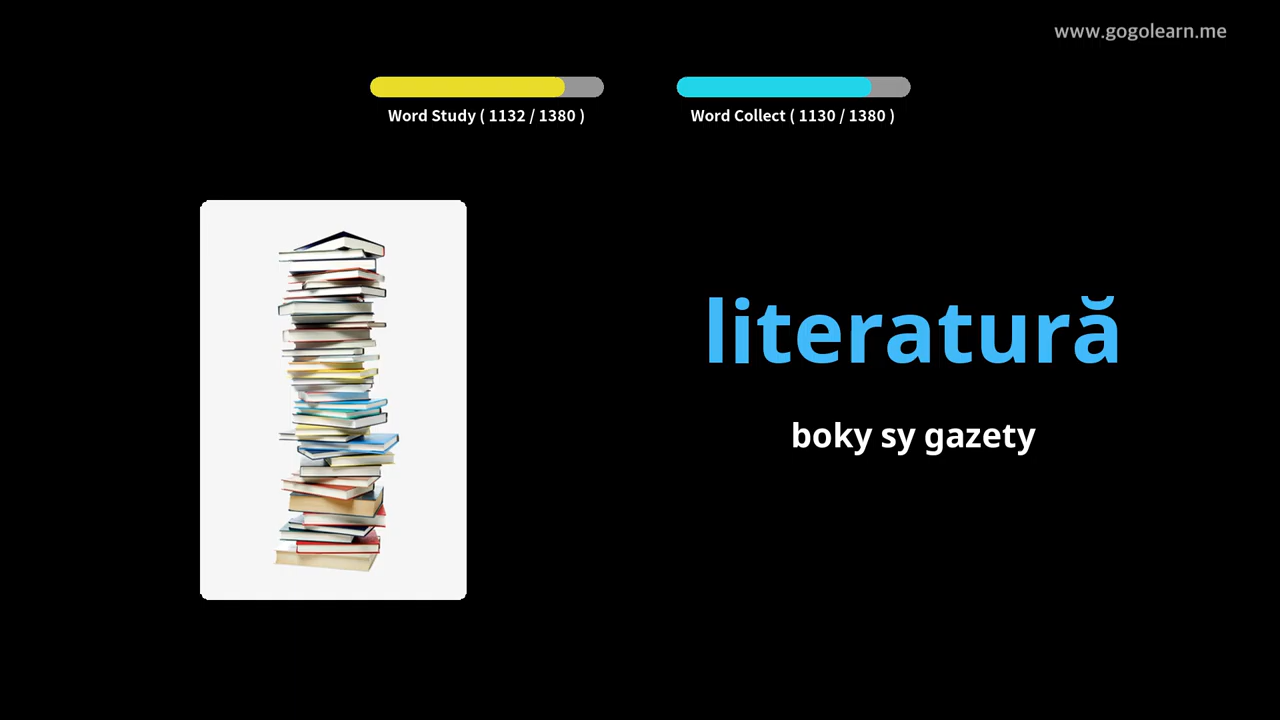 www.gogolearn.me
Word Study ( 1132 / 1380 )
Word Collect ( 1130 / 1380 )
literatură
boky sy gazety